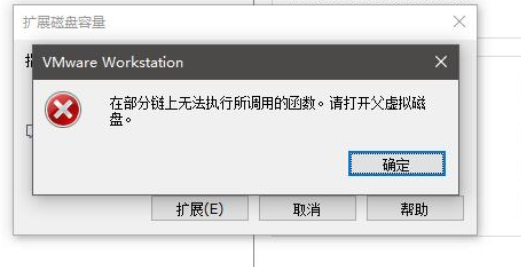 扩展磁盘容量
VMware Workstation
在部分链上无法执行所调用的函数。请打开父虚拟磁
盘。
确定
扩展(E)
取消
帮助